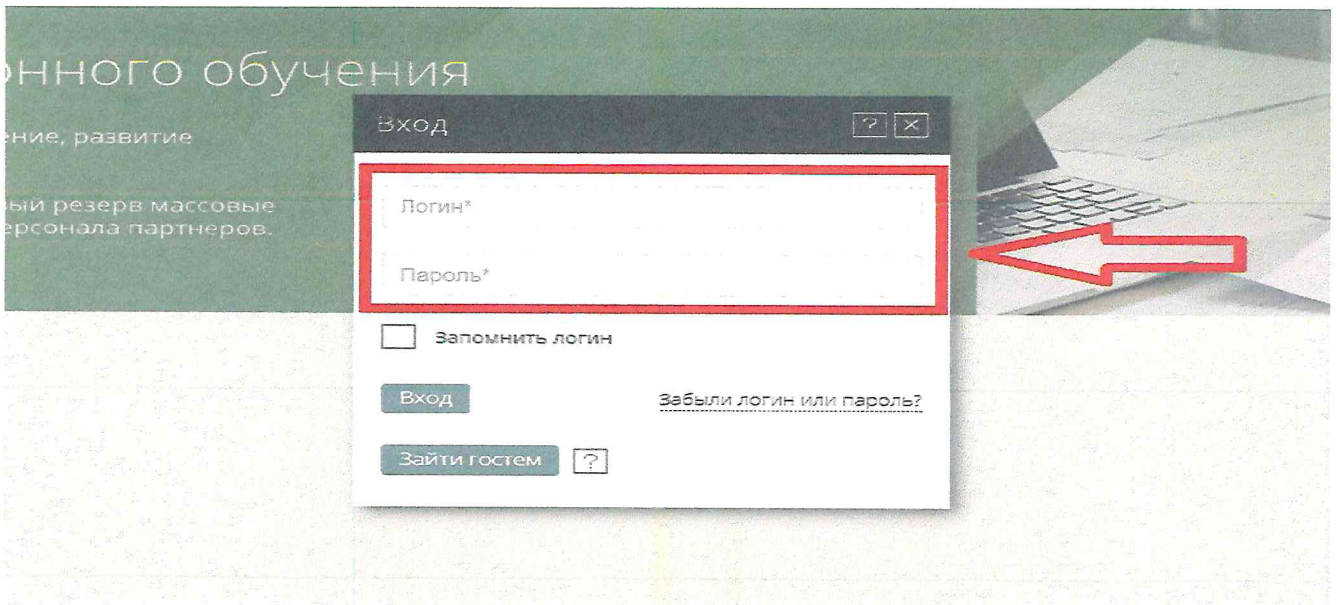 онного обучения
ение, развитие
вый резерв массовые
ерсонала партнеров.
Вход
? ×
Логин*
Пароль*
Запомнить логин
Вход
Забыли логин или пароль?
Зайти гостем ?